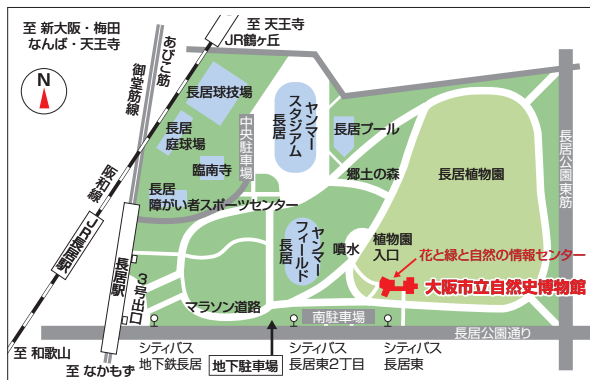 至 新大阪・梅田
なんば・天王寺
至 天王寺
JR鶴ヶ丘
あびこ筋
御堂筋線
N
長居球技場
長居
庭球場
臨南寺
長居
障がい者スポーツセンター
中央駐車場
ヤンマー
スタジアム
長居
長居プール
郷土の森
長居植物園
長居公園東筋
阪和線
JR長居駅
長居駅
3号出口
ヤンマー
フィールド
長居
噴水
植物園
入口
花と緑と自然の情報センター
大阪市立自然史博物館
マラソン道路
南駐車場
長居公園通り
至 和歌山
至 なかもず
シティバス
地下鉄長居
地下駐車場
シティバス
長居東2丁目
シティバス
長居東